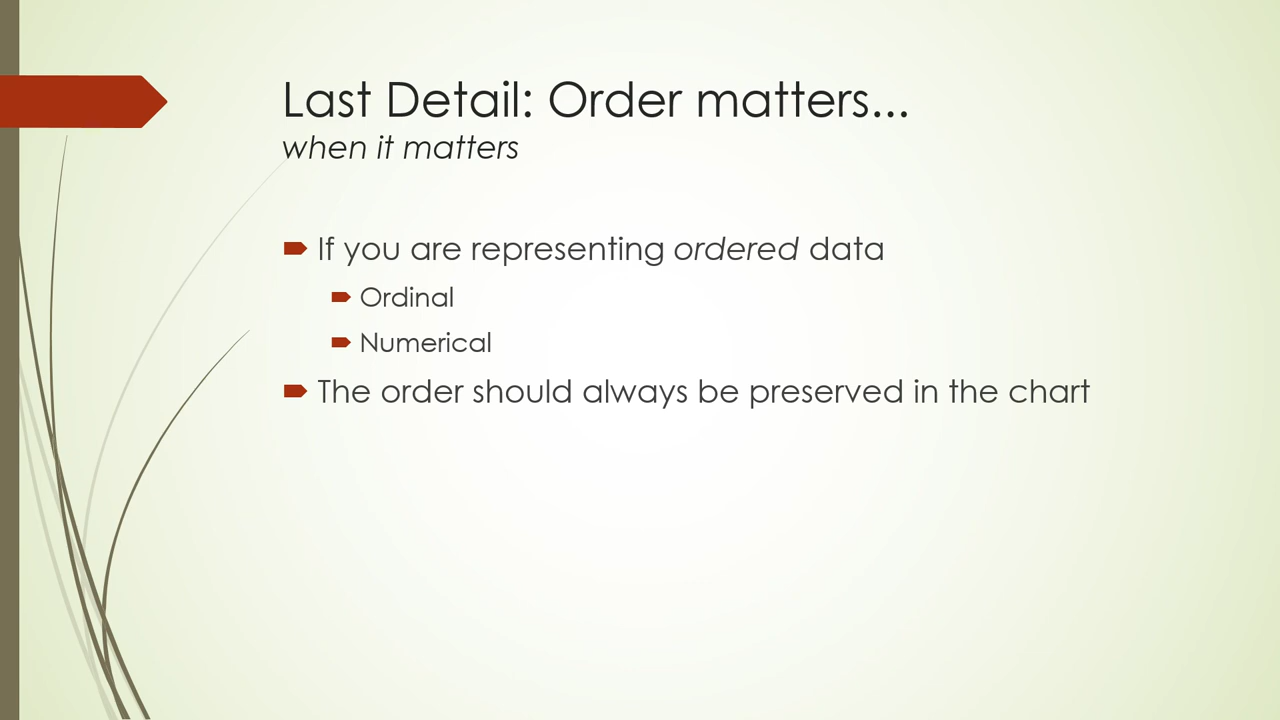 Last Detail: Order matters...
when it matters
If you are representing ordered data
Ordinal
Numerical
The order should always be preserved in the chart